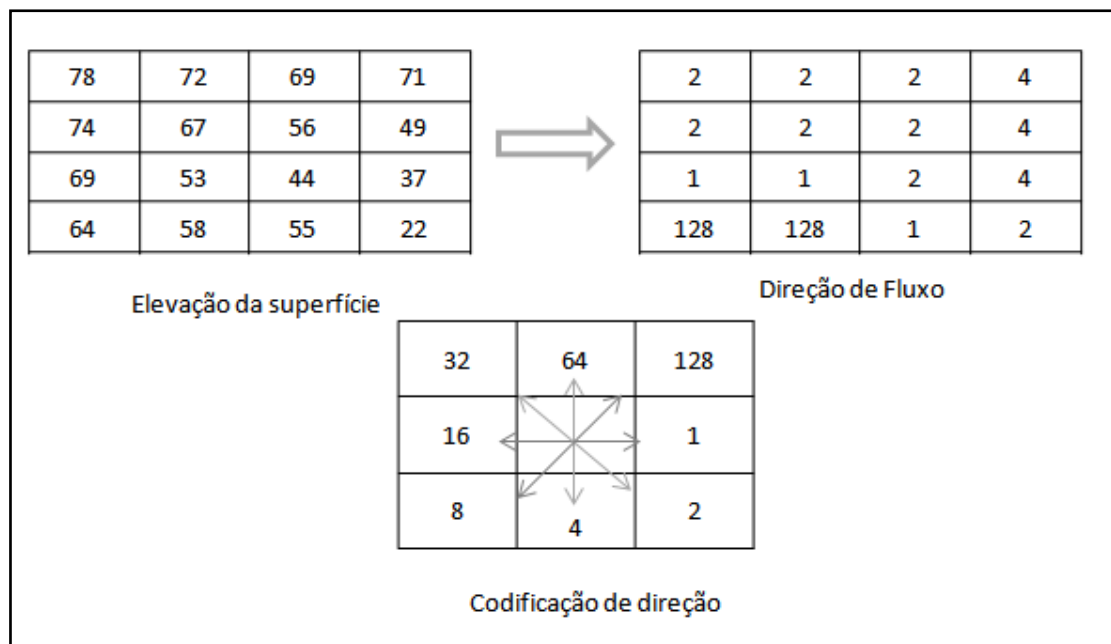 78 72 69 71
74 67 56 49
69 53 44 37
64 58 55 22
Elevação da superfície
2 2 2 4
2 2 2 4
1 1 2 4
128 128 1 2
Direção de Fluxo
32 64 128
16 1
8 4 2
Codificação de direção